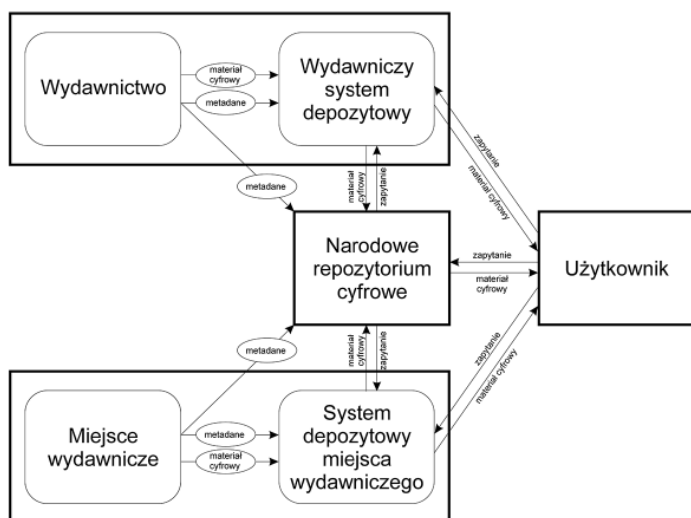 Wydawnictwo
materiał
cyfrowy
metadane
Wydawniczy
system
depozytowy
zapytanie
materiał cyfrowy
metadane
materiał
cyfrowy
zapytanie
Narodowe
repozytorium
cyfrowe
zapytanie
materiał
cyfrowy
Użytkownik
metadane
materiał
cyfrowy
zapytanie
zapytanie
materiał cyfrowy
Miejsce
wydawnicze
metadane
materiał
cyfrowy
System
depozytowy
miejsca
wydawniczego